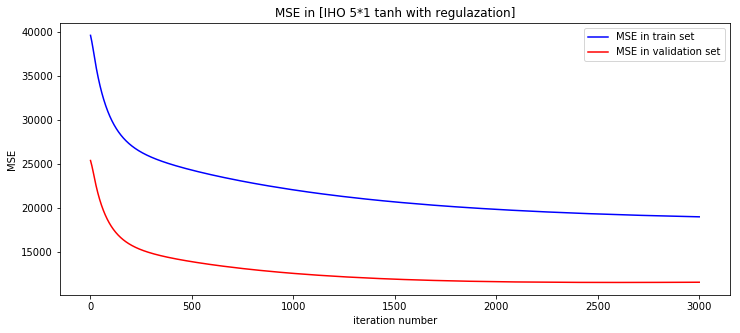 MSE in [IHO 5*1 tanh with regulazation]
MSE in train set
MSE in validation set
40000
35000
30000
25000
20000
15000
MSE
0 500 1000 1500 2000 2500 3000
iteration number